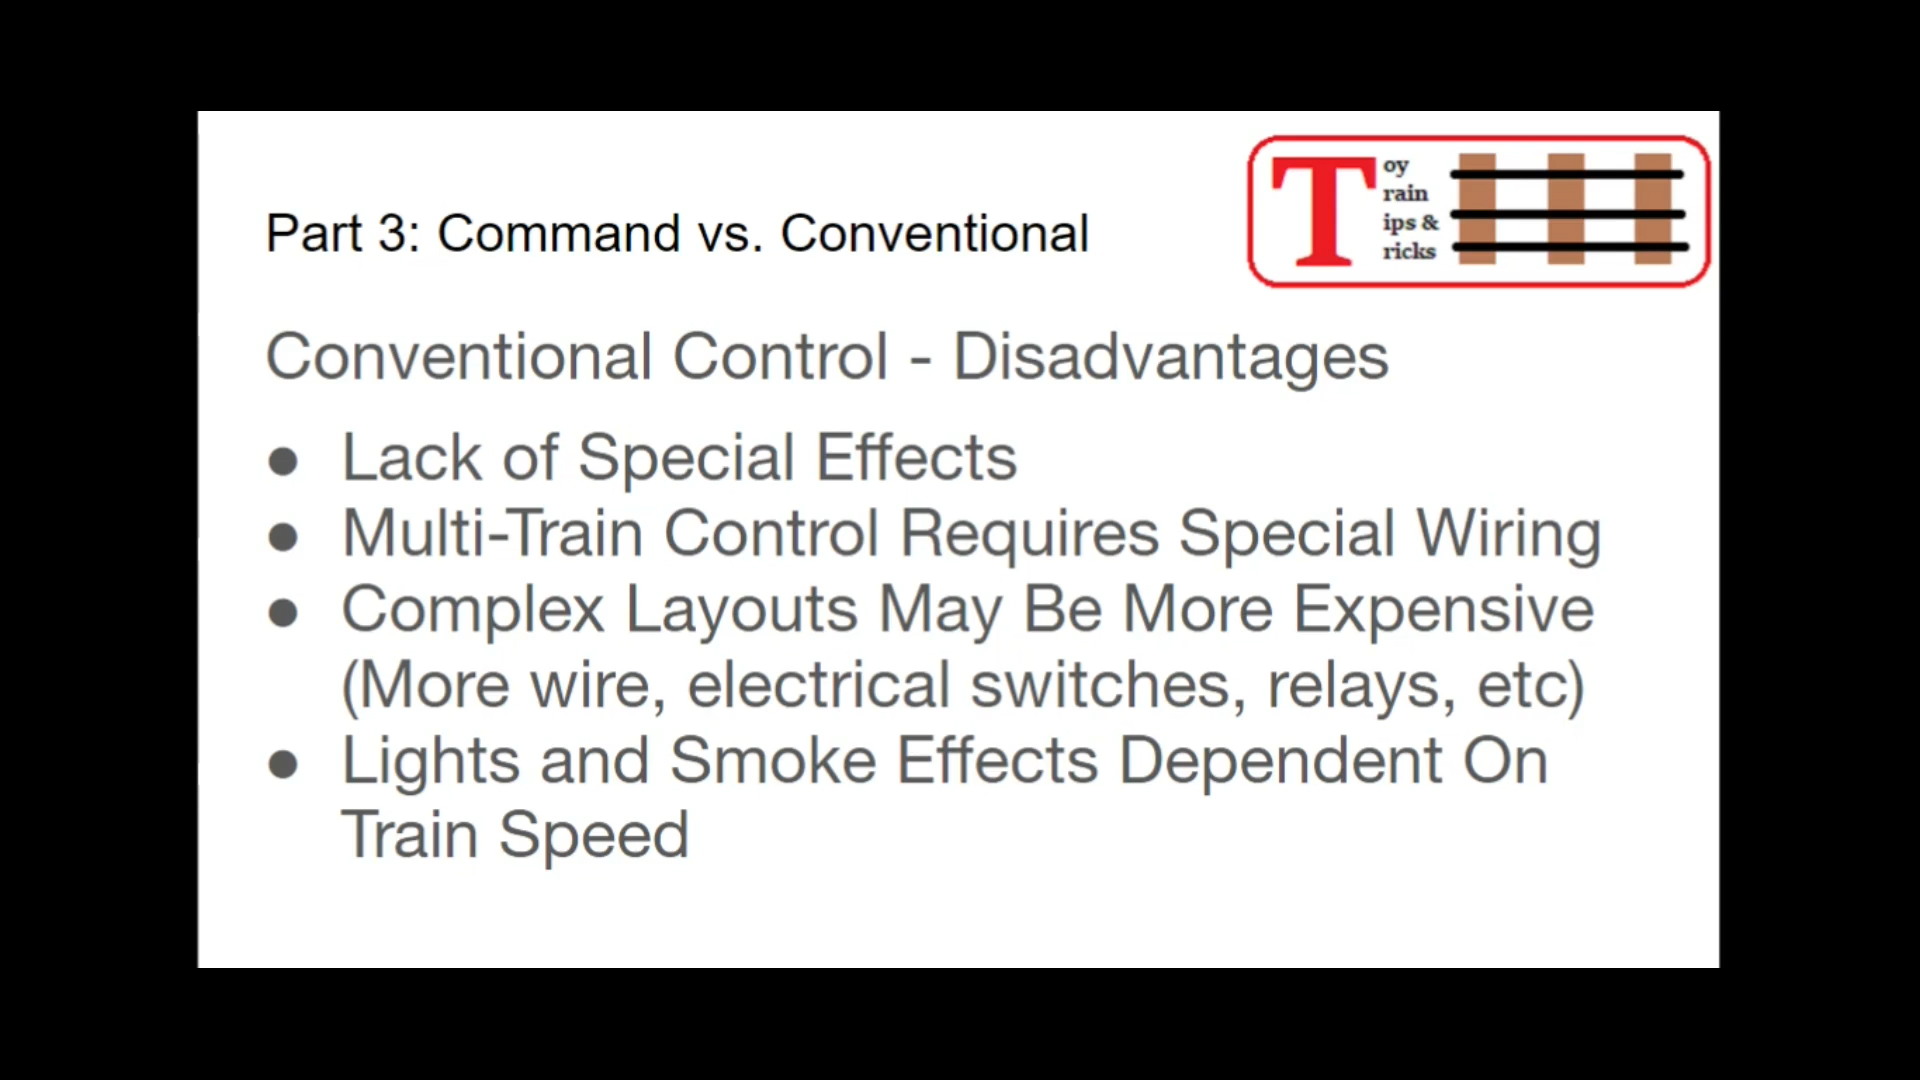 Toy
rain
ips &
ricks
Part 3: Command vs. Conventional
Conventional Control - Disadvantages
● Lack of Special Effects
● Multi-Train Control Requires Special Wiring
● Complex Layouts May Be More Expensive
(More wire, electrical switches, relays, etc)
● Lights and Smoke Effects Dependent On
Train Speed